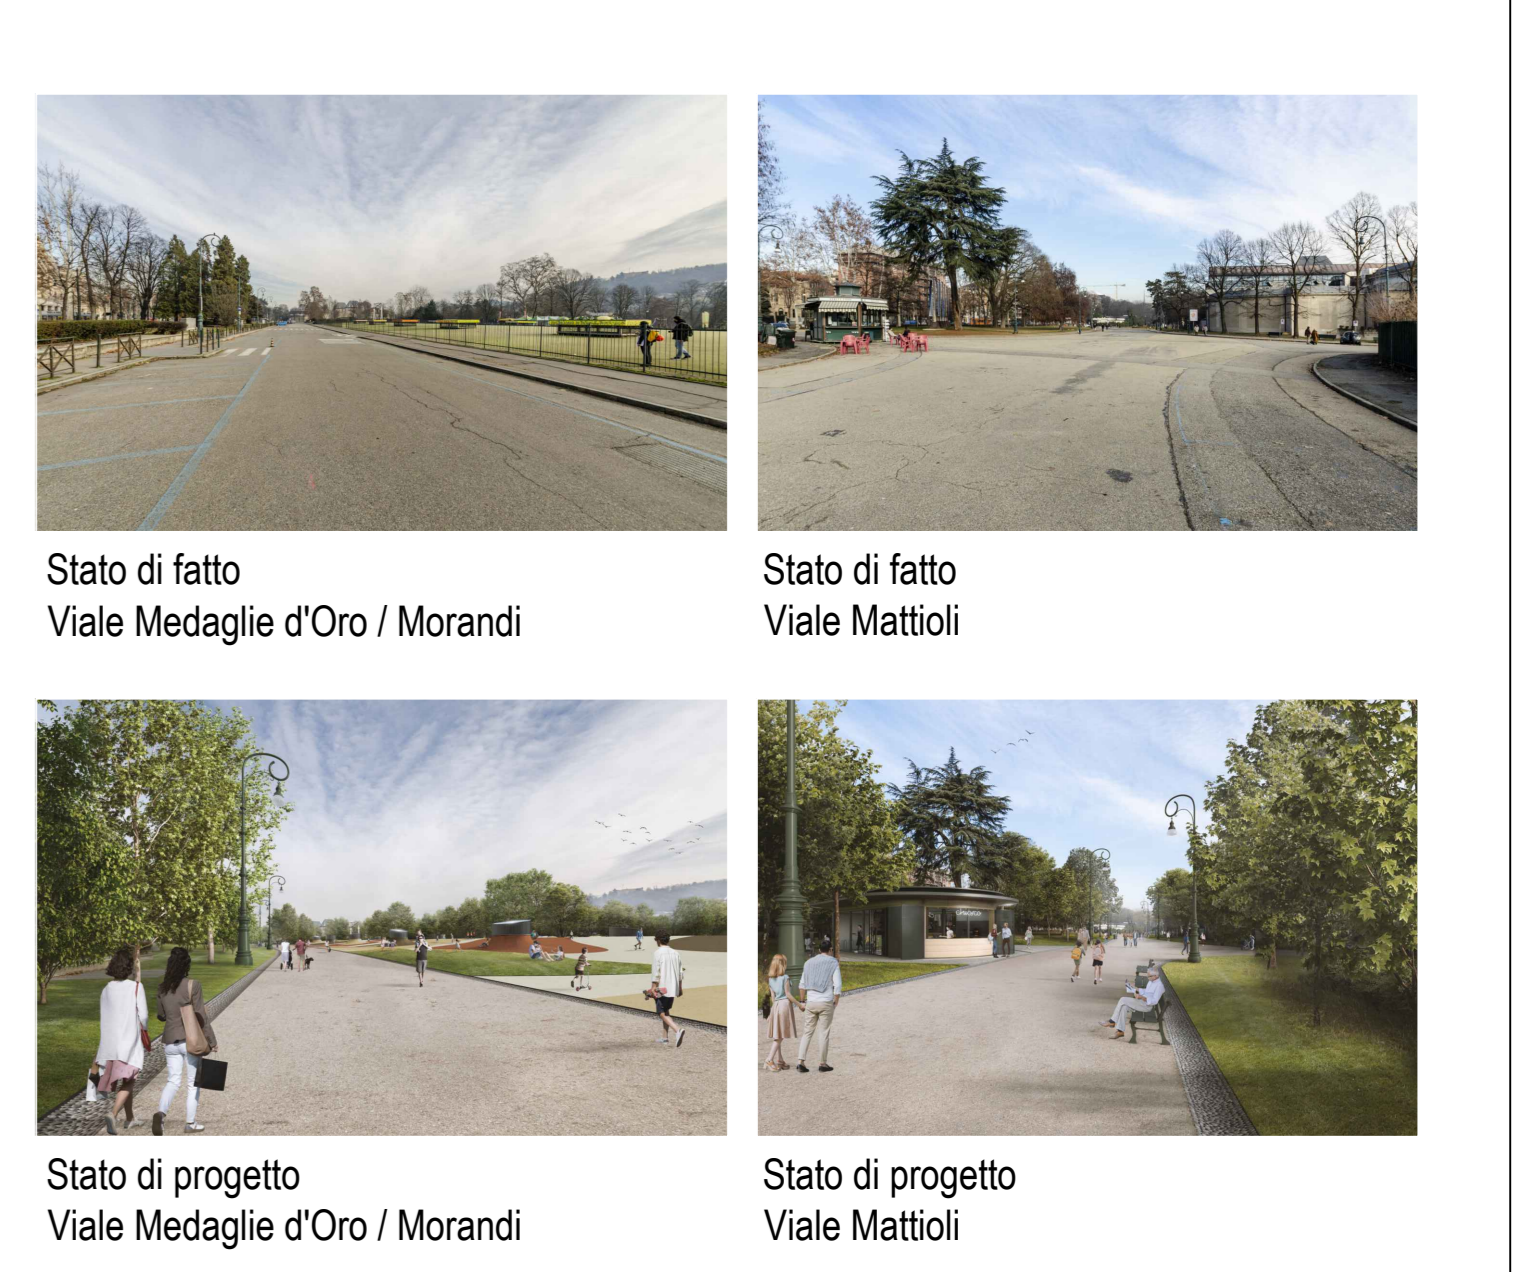 Stato di fatto
Viale Medaglie d'Oro / Morandi
Stato di fatto
Viale Mattioli
Stato di progetto
Viale Medaglie d'Oro / Morandi
Stato di progetto
Viale Mattioli